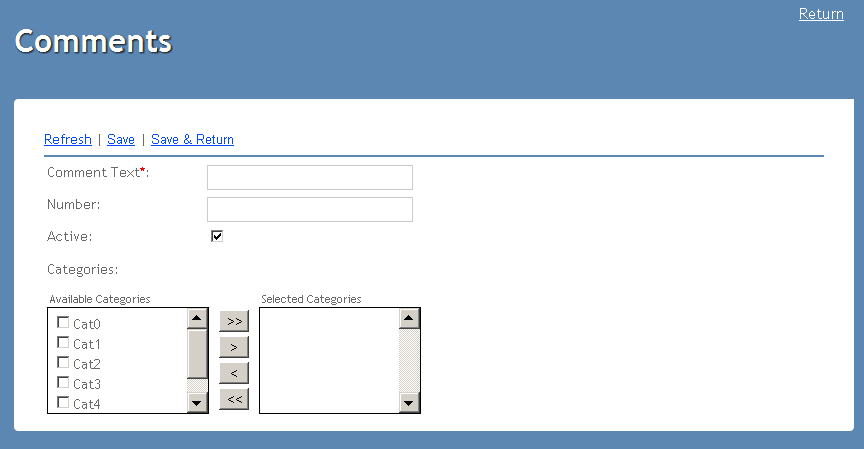 Return
Comments
Refresh | Save | Save & Return
Comment Text*:
Number:
Active:
Categories:
Available Categories
Selected Categories
Cat0
Cat1
Cat2
Cat3
Cat4
>>
>
<
<<